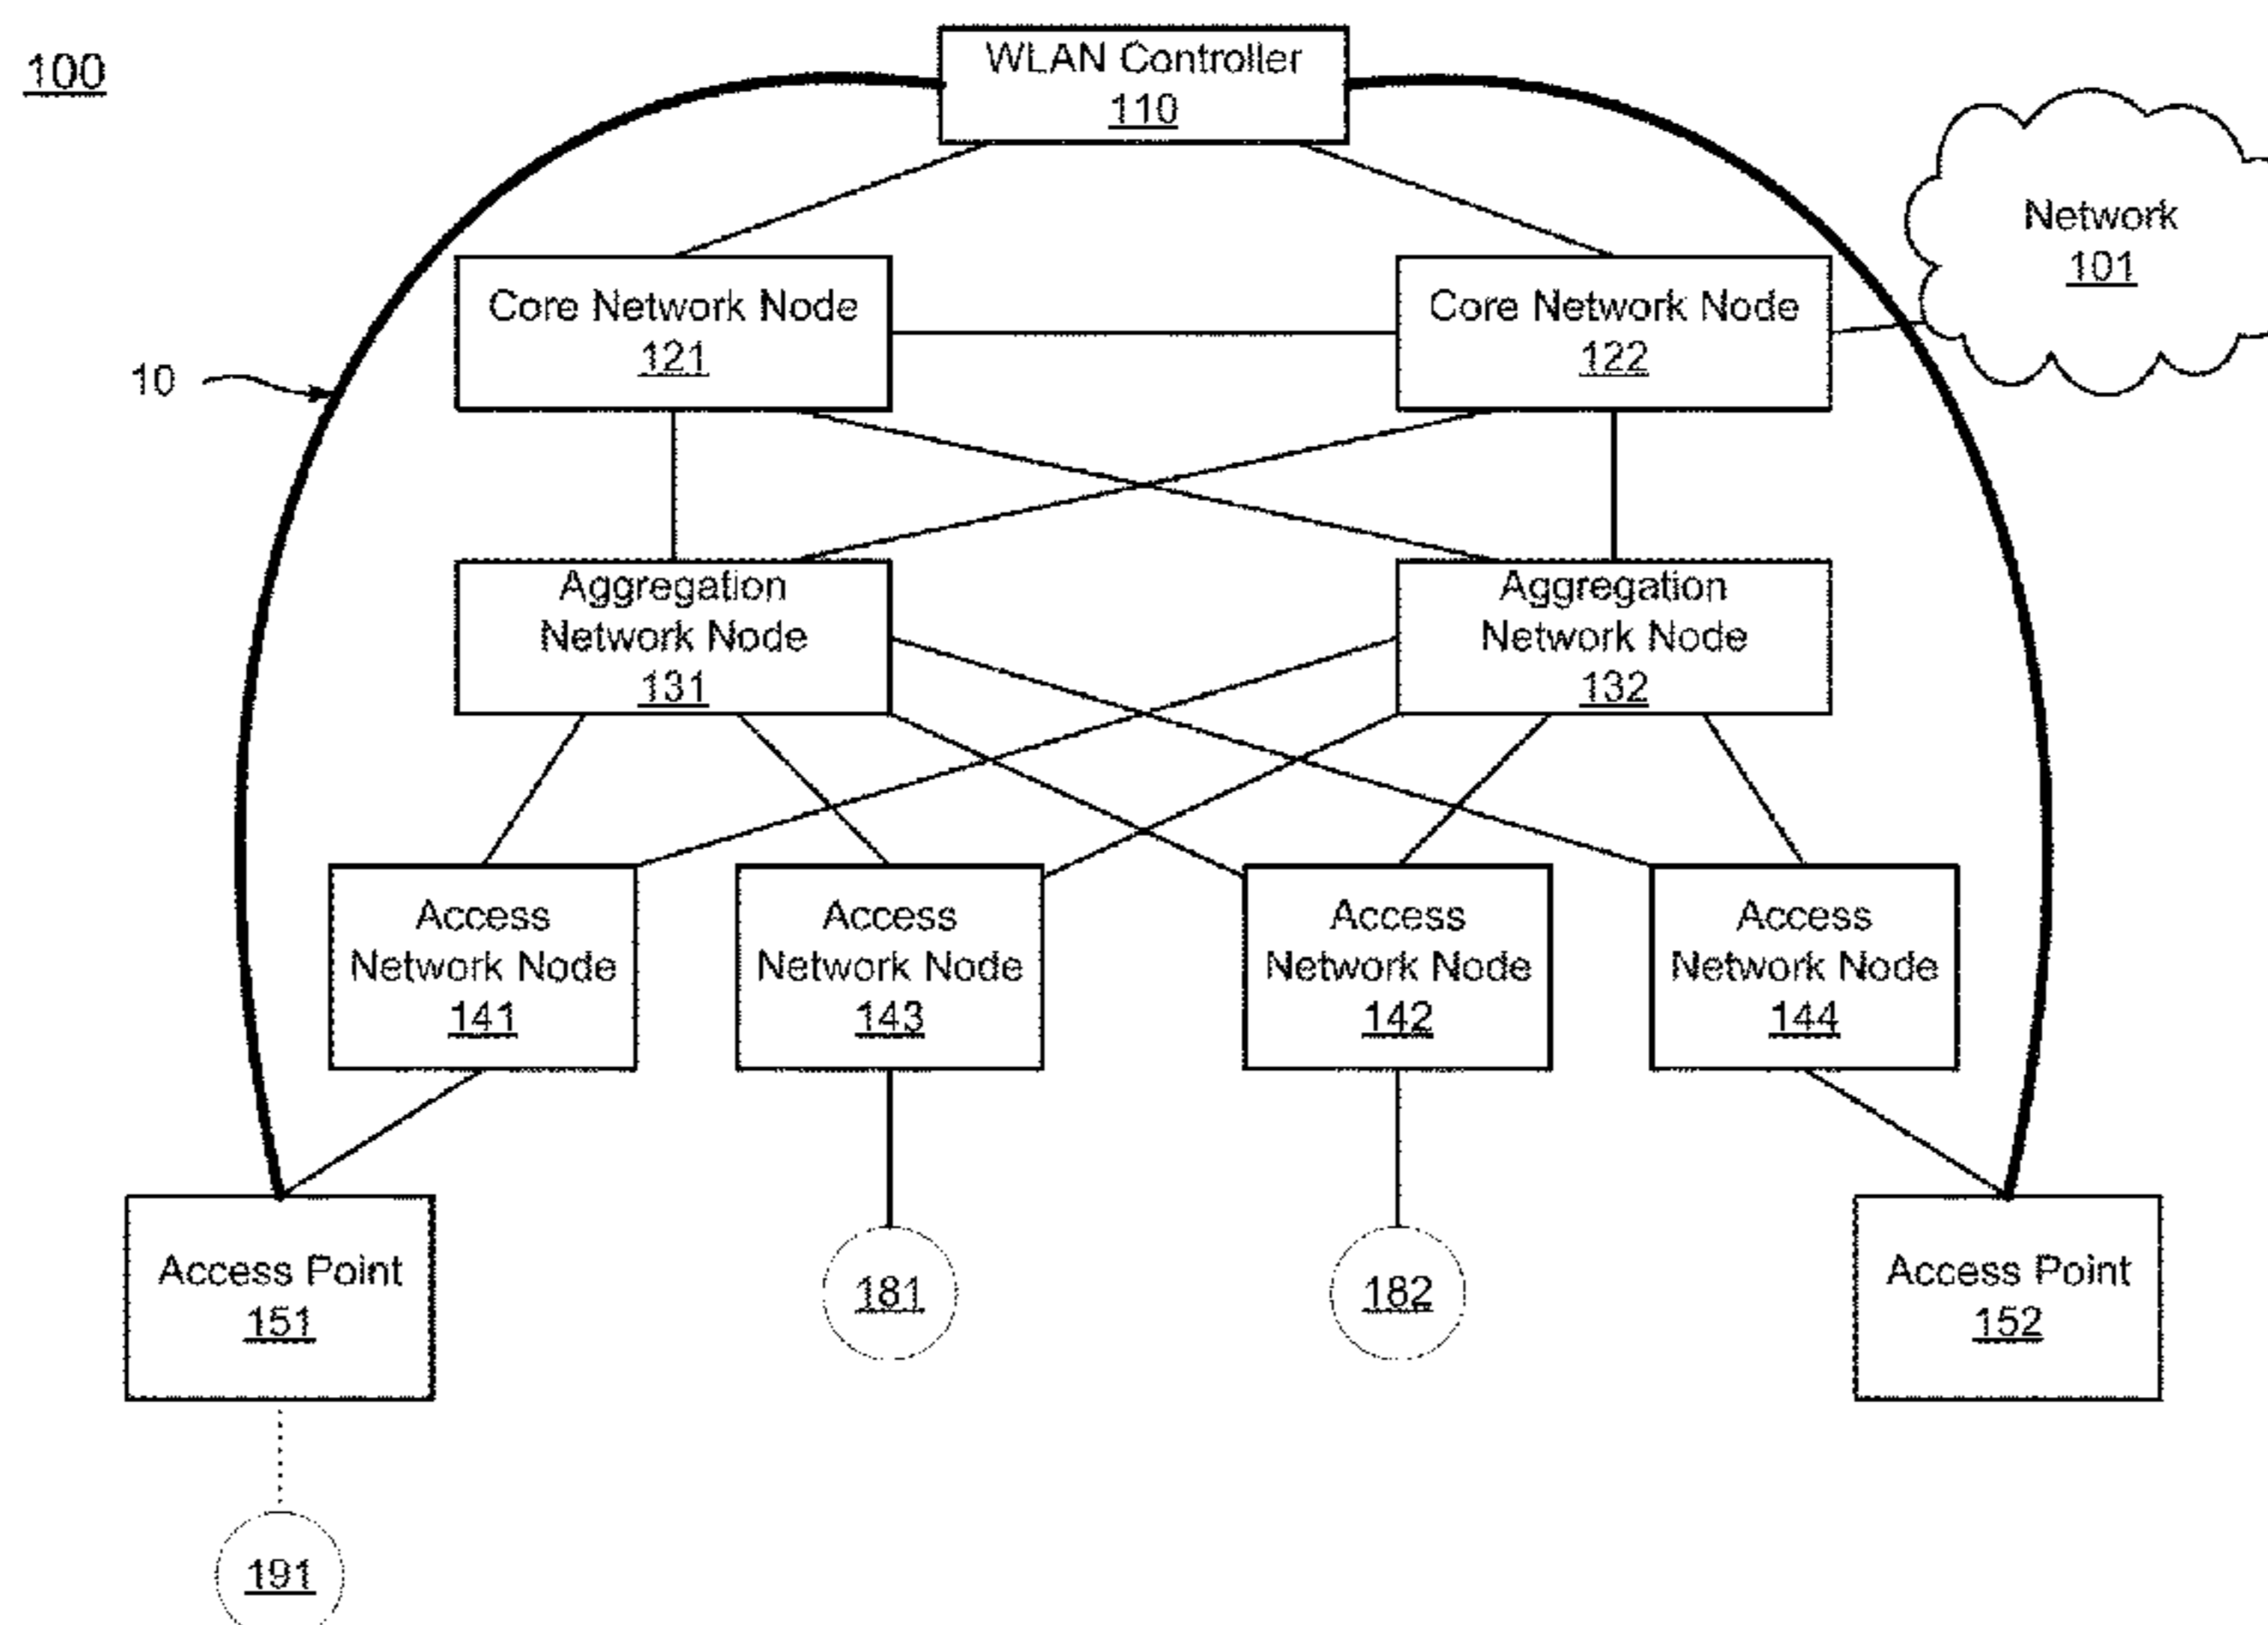 100
WLAN Controller
110
Network
101
Core Network Node
121
Core Network Node
122
10
Aggregation
Network Node
131
Aggregation
Network Node
132
Access
Network Node
141
Access
Network Node
143
Access
Network Node
142
Access
Network Node
144
Access Point
151
181
182
Access Point
152
191